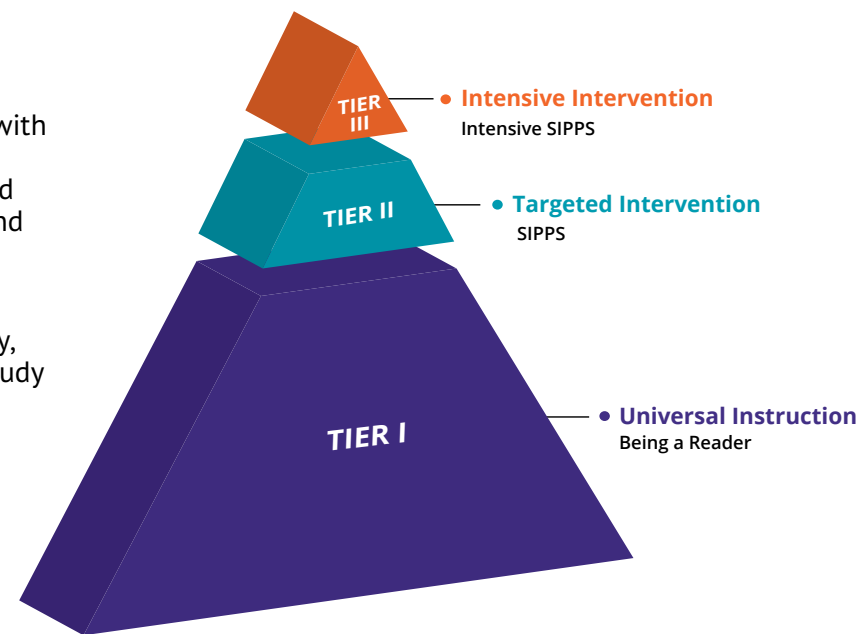 with
d
nd
y,
udy
TIER
III
Intensive Intervention
Intensive SIPPS
TIER II
Targeted Intervention
SIPPS
TIER I
Universal Instruction
Being a Reader